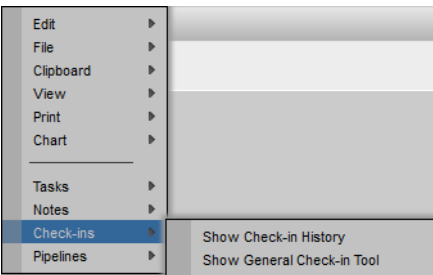 Edit
File
Clipboard
View
Print
Chart
Tasks
Notes
Check-ins
Pipelines
Show Check-in History
Show General Check-in Tool